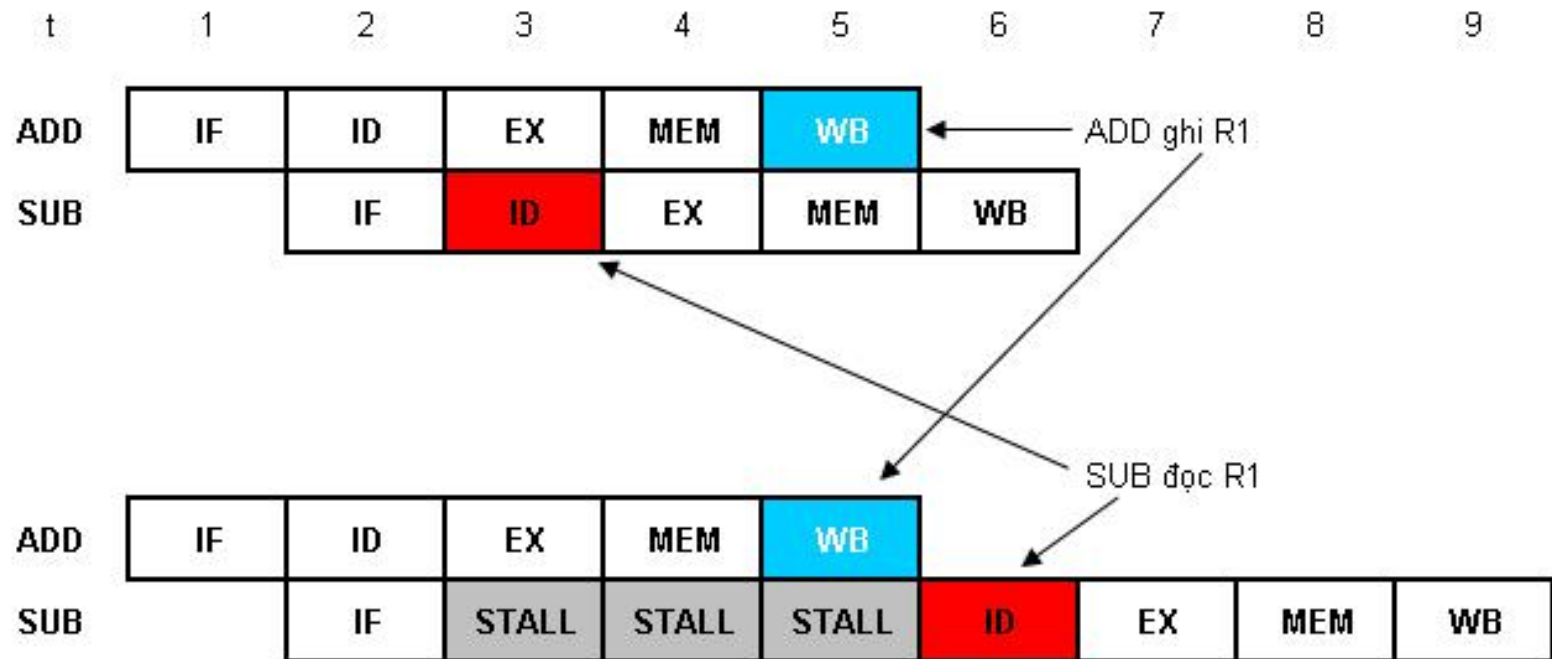 t 1 2 3 4 5 6 7 8 9
ADD IF ID EX MEM WB ADD ghi R1
SUB IF ID EX MEM WB
SUB đọc R1
ADD IF ID EX MEM WB
SUB IF STALL STALL STALL ID EX MEM WB